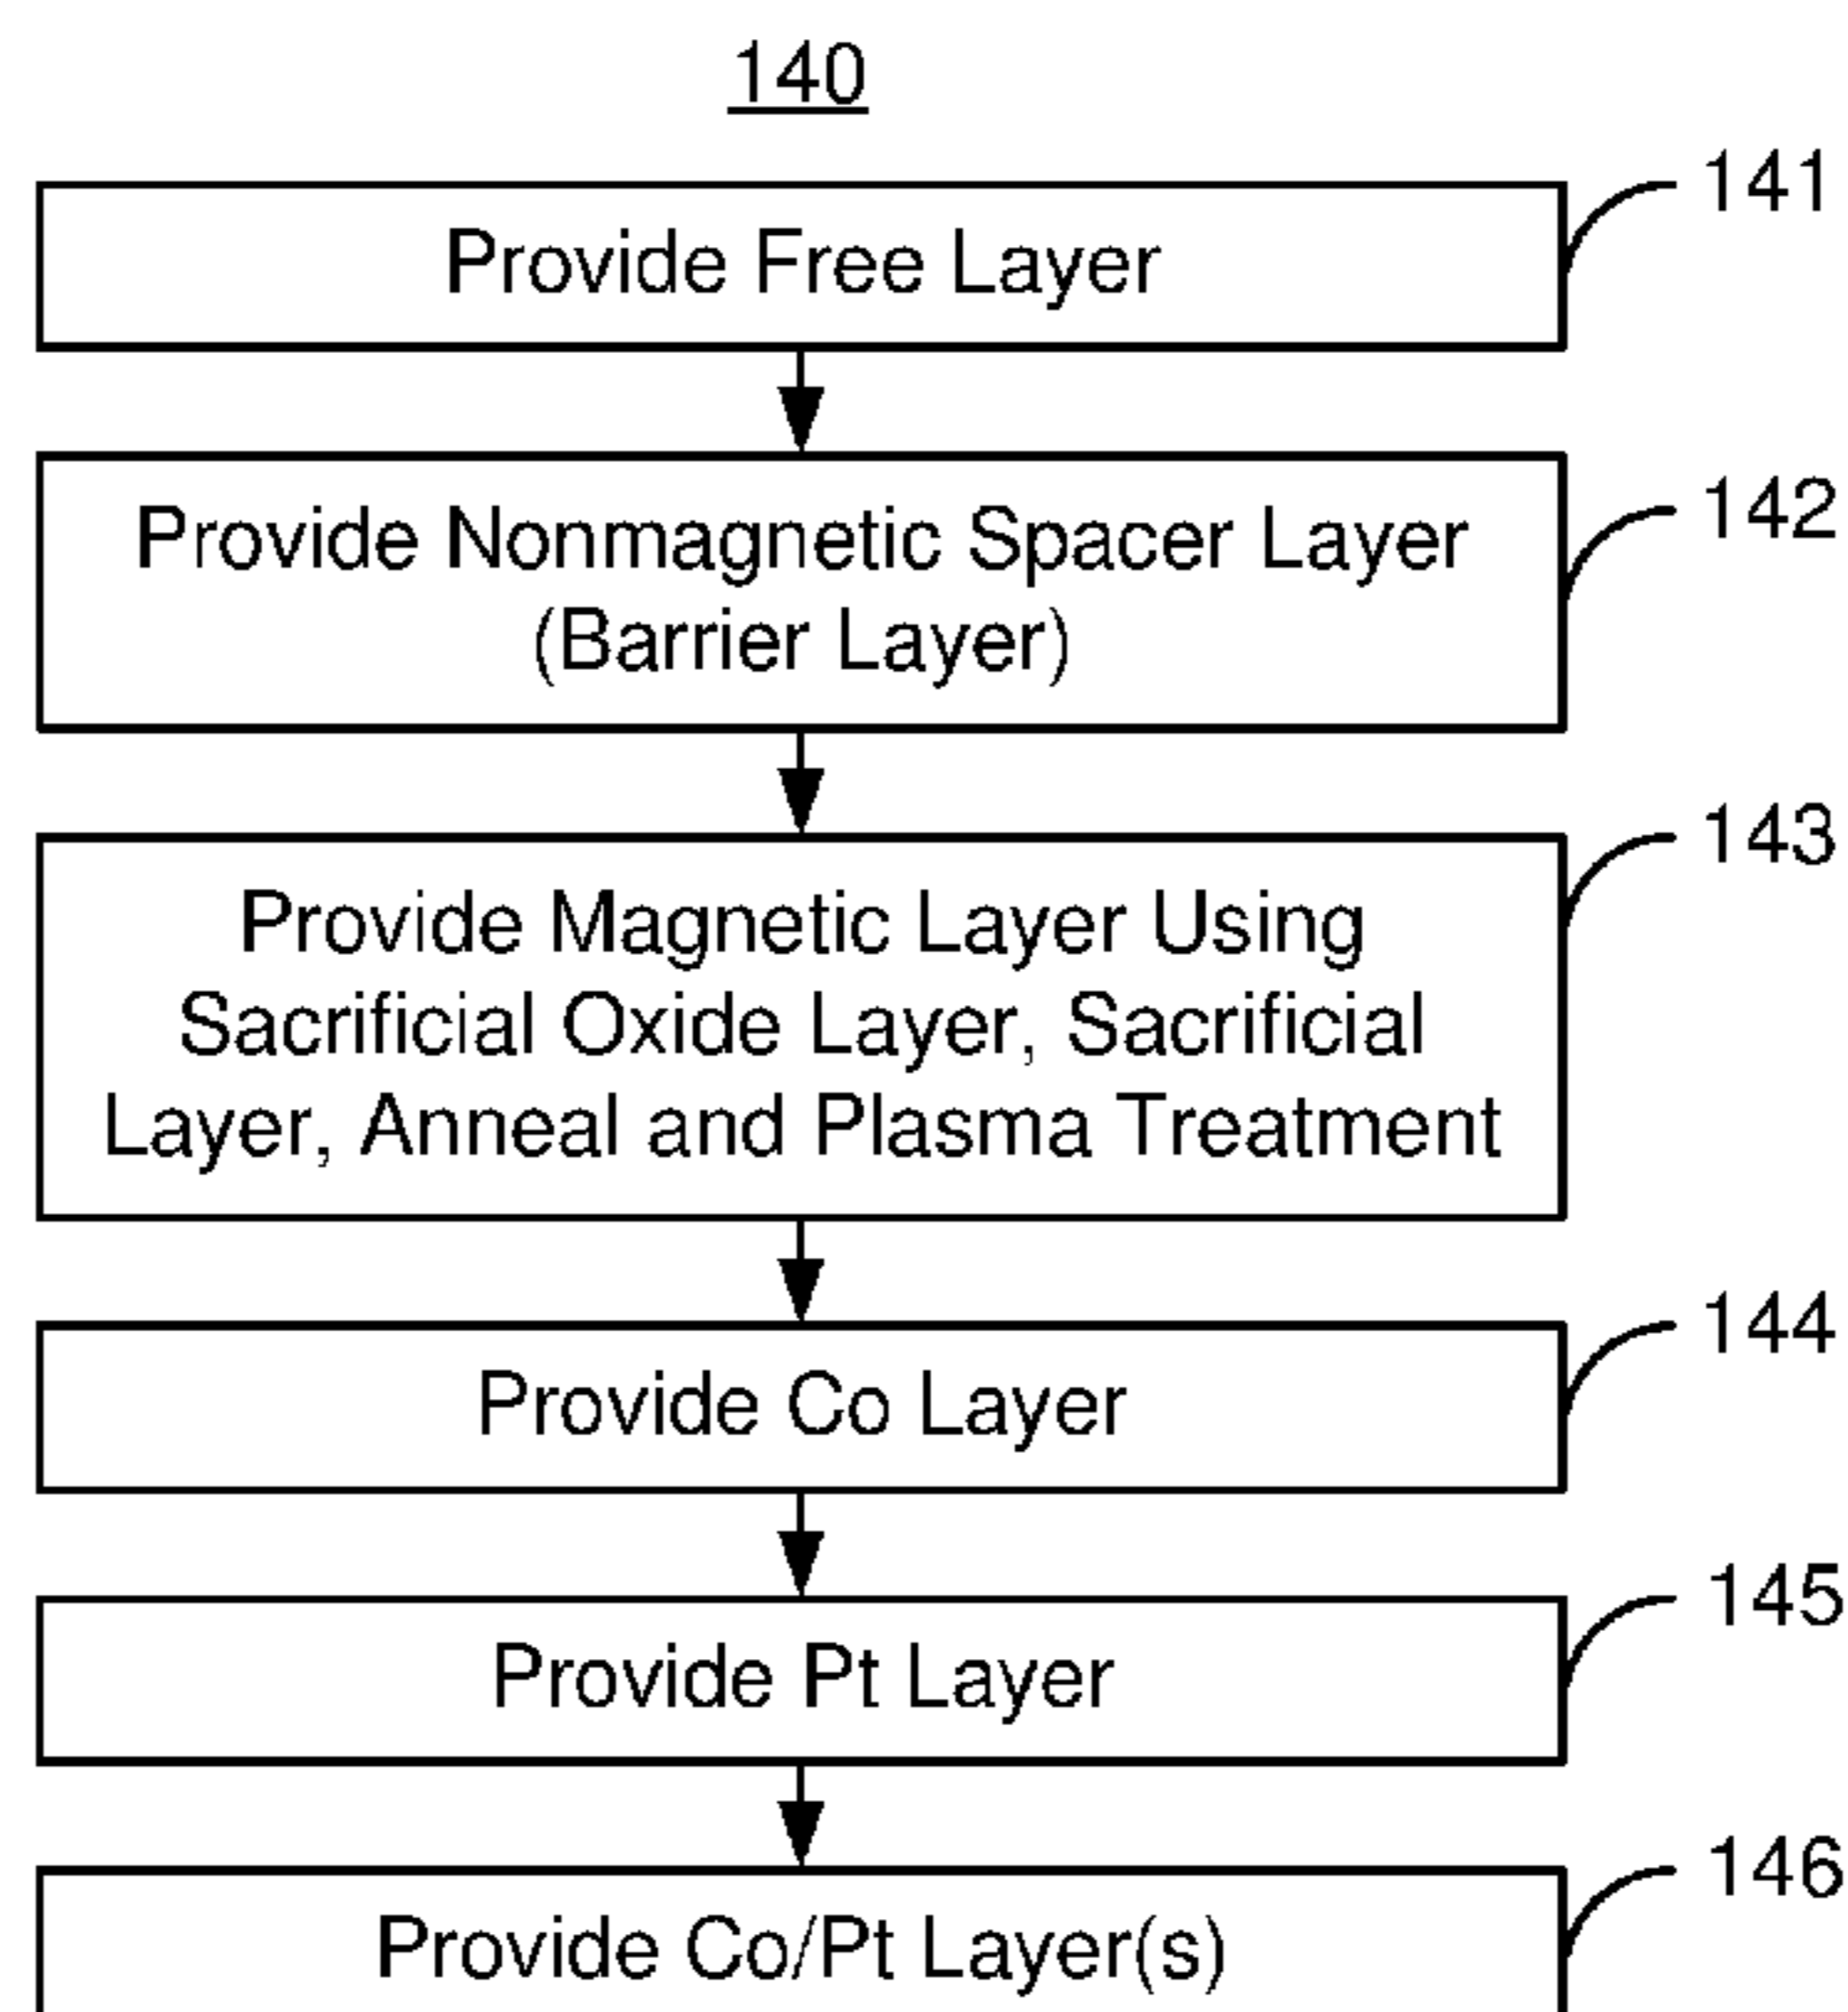 140
141
Provide Free Layer
142
Provide Nonmagnetic Spacer Layer
(Barrier Layer)
143
Provide Magnetic Layer Using
Sacrificial Oxide Layer, Sacrificial
Layer, Anneal and Plasma Treatment
144
Provide Co Layer
145
Provide Pt Layer
146
Provide Co/Pt Layer(s)